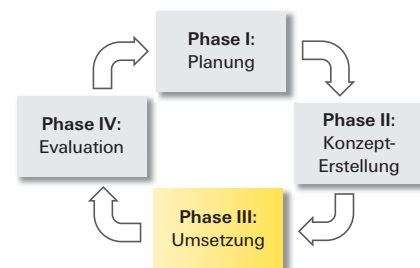 Phase I:
Planung
Phase II:
Konzept-
Erstellung
Phase III:
Umsetzung
Phase IV:
Evaluation